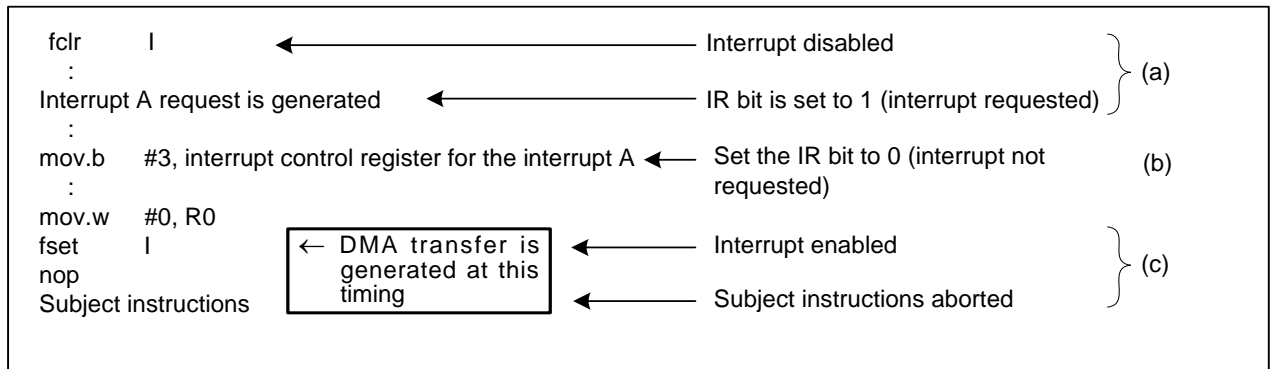 fclr I Interrupt disabled
:
(a)
Interrupt A request is generated IR bit is set to 1 (interrupt requested)
:
mov.b #3, interrupt control register for the interrupt A Set the IR bit to 0 (interrupt not
requested)
(b)
:
mov.w #0, R0
fset I ← DMA transfer is Interrupt enabled
generated at this
(c)
nop
timing
Subject instructions Subject instructions aborted